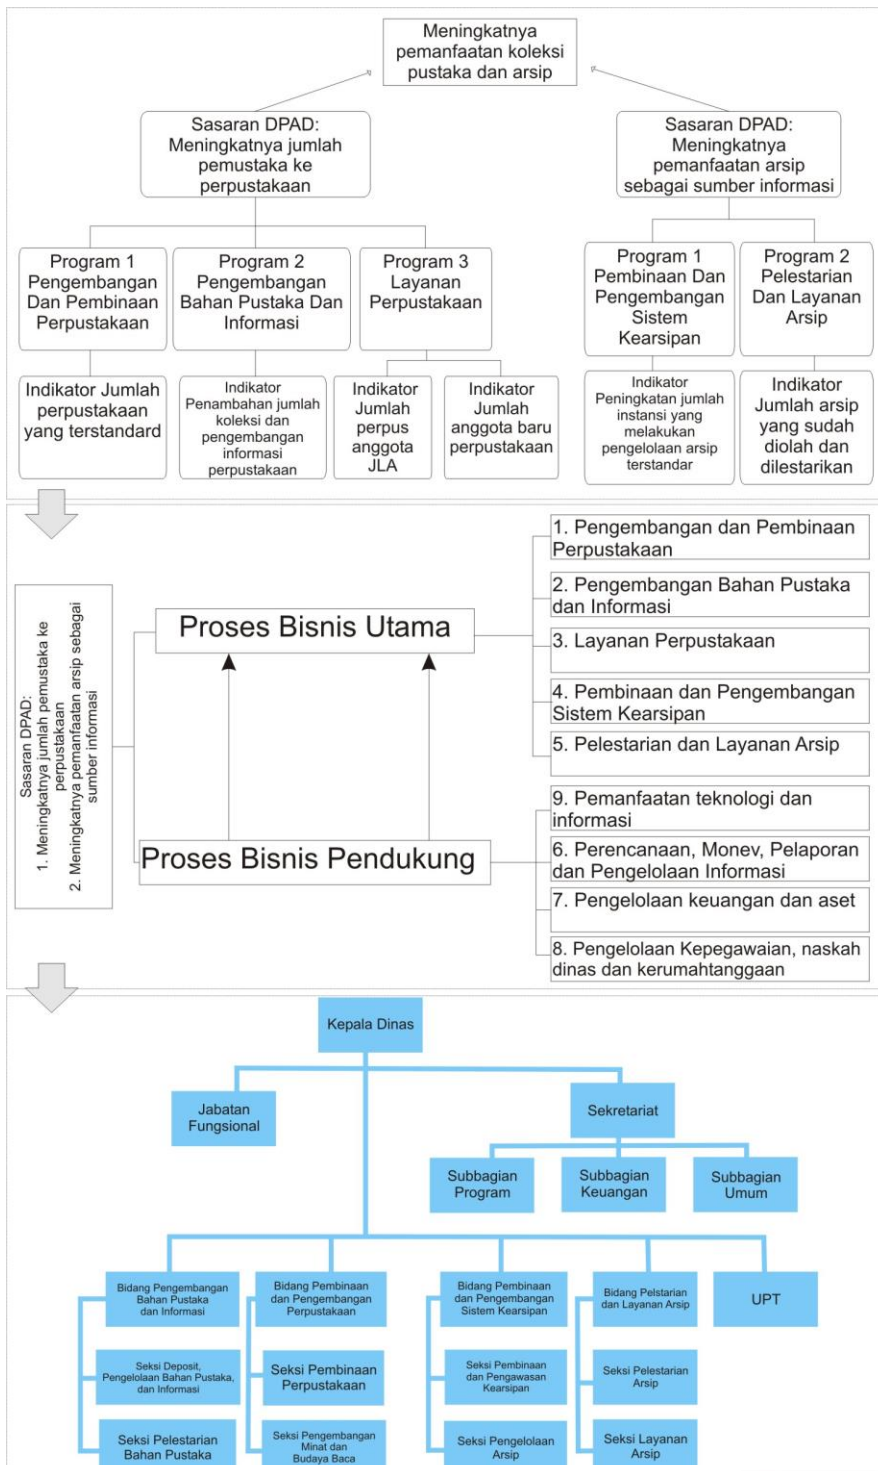 Meningkatnya
pemanfaatan koleksi
pustaka dan arsip
Sasaran DPAD:
Meningkatnya jumlah
pemustaka ke
perpustakaan
Sasaran DPAD:
Meningkatnya
pemanfaatan arsip
sebagai sumber informasi
Program 1
Pengembangan
Dan Pembinaan
Perpustakaan
Program 2
Pengembangan
Bahan Pustaka Dan
Informasi
Program 3
Layanan
Perpustakaan
Program 1
Pembinaan Dan
Pengembangan
Sistem
Kearsipan
Program 2
Pelestarian
Dan Layanan
Arsip
Indikator Jumlah
perpustakaan
yang terstandard
Indikator
Penambahan jumlah
koleksi dan
pengembangan
informasi
perpustakaan
Indikator
Jumlah
perpus
anggota
JLA
Indikator
Jumlah
anggota baru
perpustakaan
Indikator
Peningkatan jumlah
instansi yang
melakukan
pengelolaan arsip
terstandar
Indikator
Jumlah arsip
yang sudah
diolah dan
dilestarikan
Sasaran DPAD:
1. Meningkatnya jumlah pemustaka ke
perpustakaan
2. Meningkatnya pemanfaatan arsip sebagai
sumber informasi
Proses Bisnis Utama
1. Pengembangan dan Pembinaan
Perpustakaan
2. Pengembangan Bahan Pustaka
dan Informasi
3. Layanan Perpustakaan
4. Pembinaan dan Pengembangan
Sistem Kearsipan
5. Pelestarian dan Layanan Arsip
Proses Bisnis Pendukung
9. Pemanfaatan teknologi dan
informasi
6. Perencanaan, Monev, Pelaporan
dan Pengelolaan Informasi
7. Pengelolaan keuangan dan aset
8. Pengelolaan Kepegawaian, naskah
dinas dan kerumahtanggaan
Kepala Dinas
Jabatan
Fungsional
Sekretariat
Subbagian
Program
Subbagian
Keuangan
Subbagian
Umum
Bidang Pengembangan
Bahan Pustaka
dan Informasi
Bidang Pembinaan
dan Pengembangan
Perpustakaan
Bidang Pembinaan
dan Pengembangan
Sistem Kearsipan
Bidang Pelstarian
dan Layanan Arsip
UPT
Seksi Deposit,
Pengelolaan Bahan Pustaka,
dan Informasi
Seksi Pembinaan
Perpustakaan
Seksi Pembinaan
dan Pengawasan
Kearsipan
Seksi Pelestarian
Arsip
Seksi Pelestarian
Bahan Pustaka
Seksi Pengembangan
Minat dan
Budaya Baca
Seksi Pengelolaan
Arsip
Seksi Layanan
Arsip